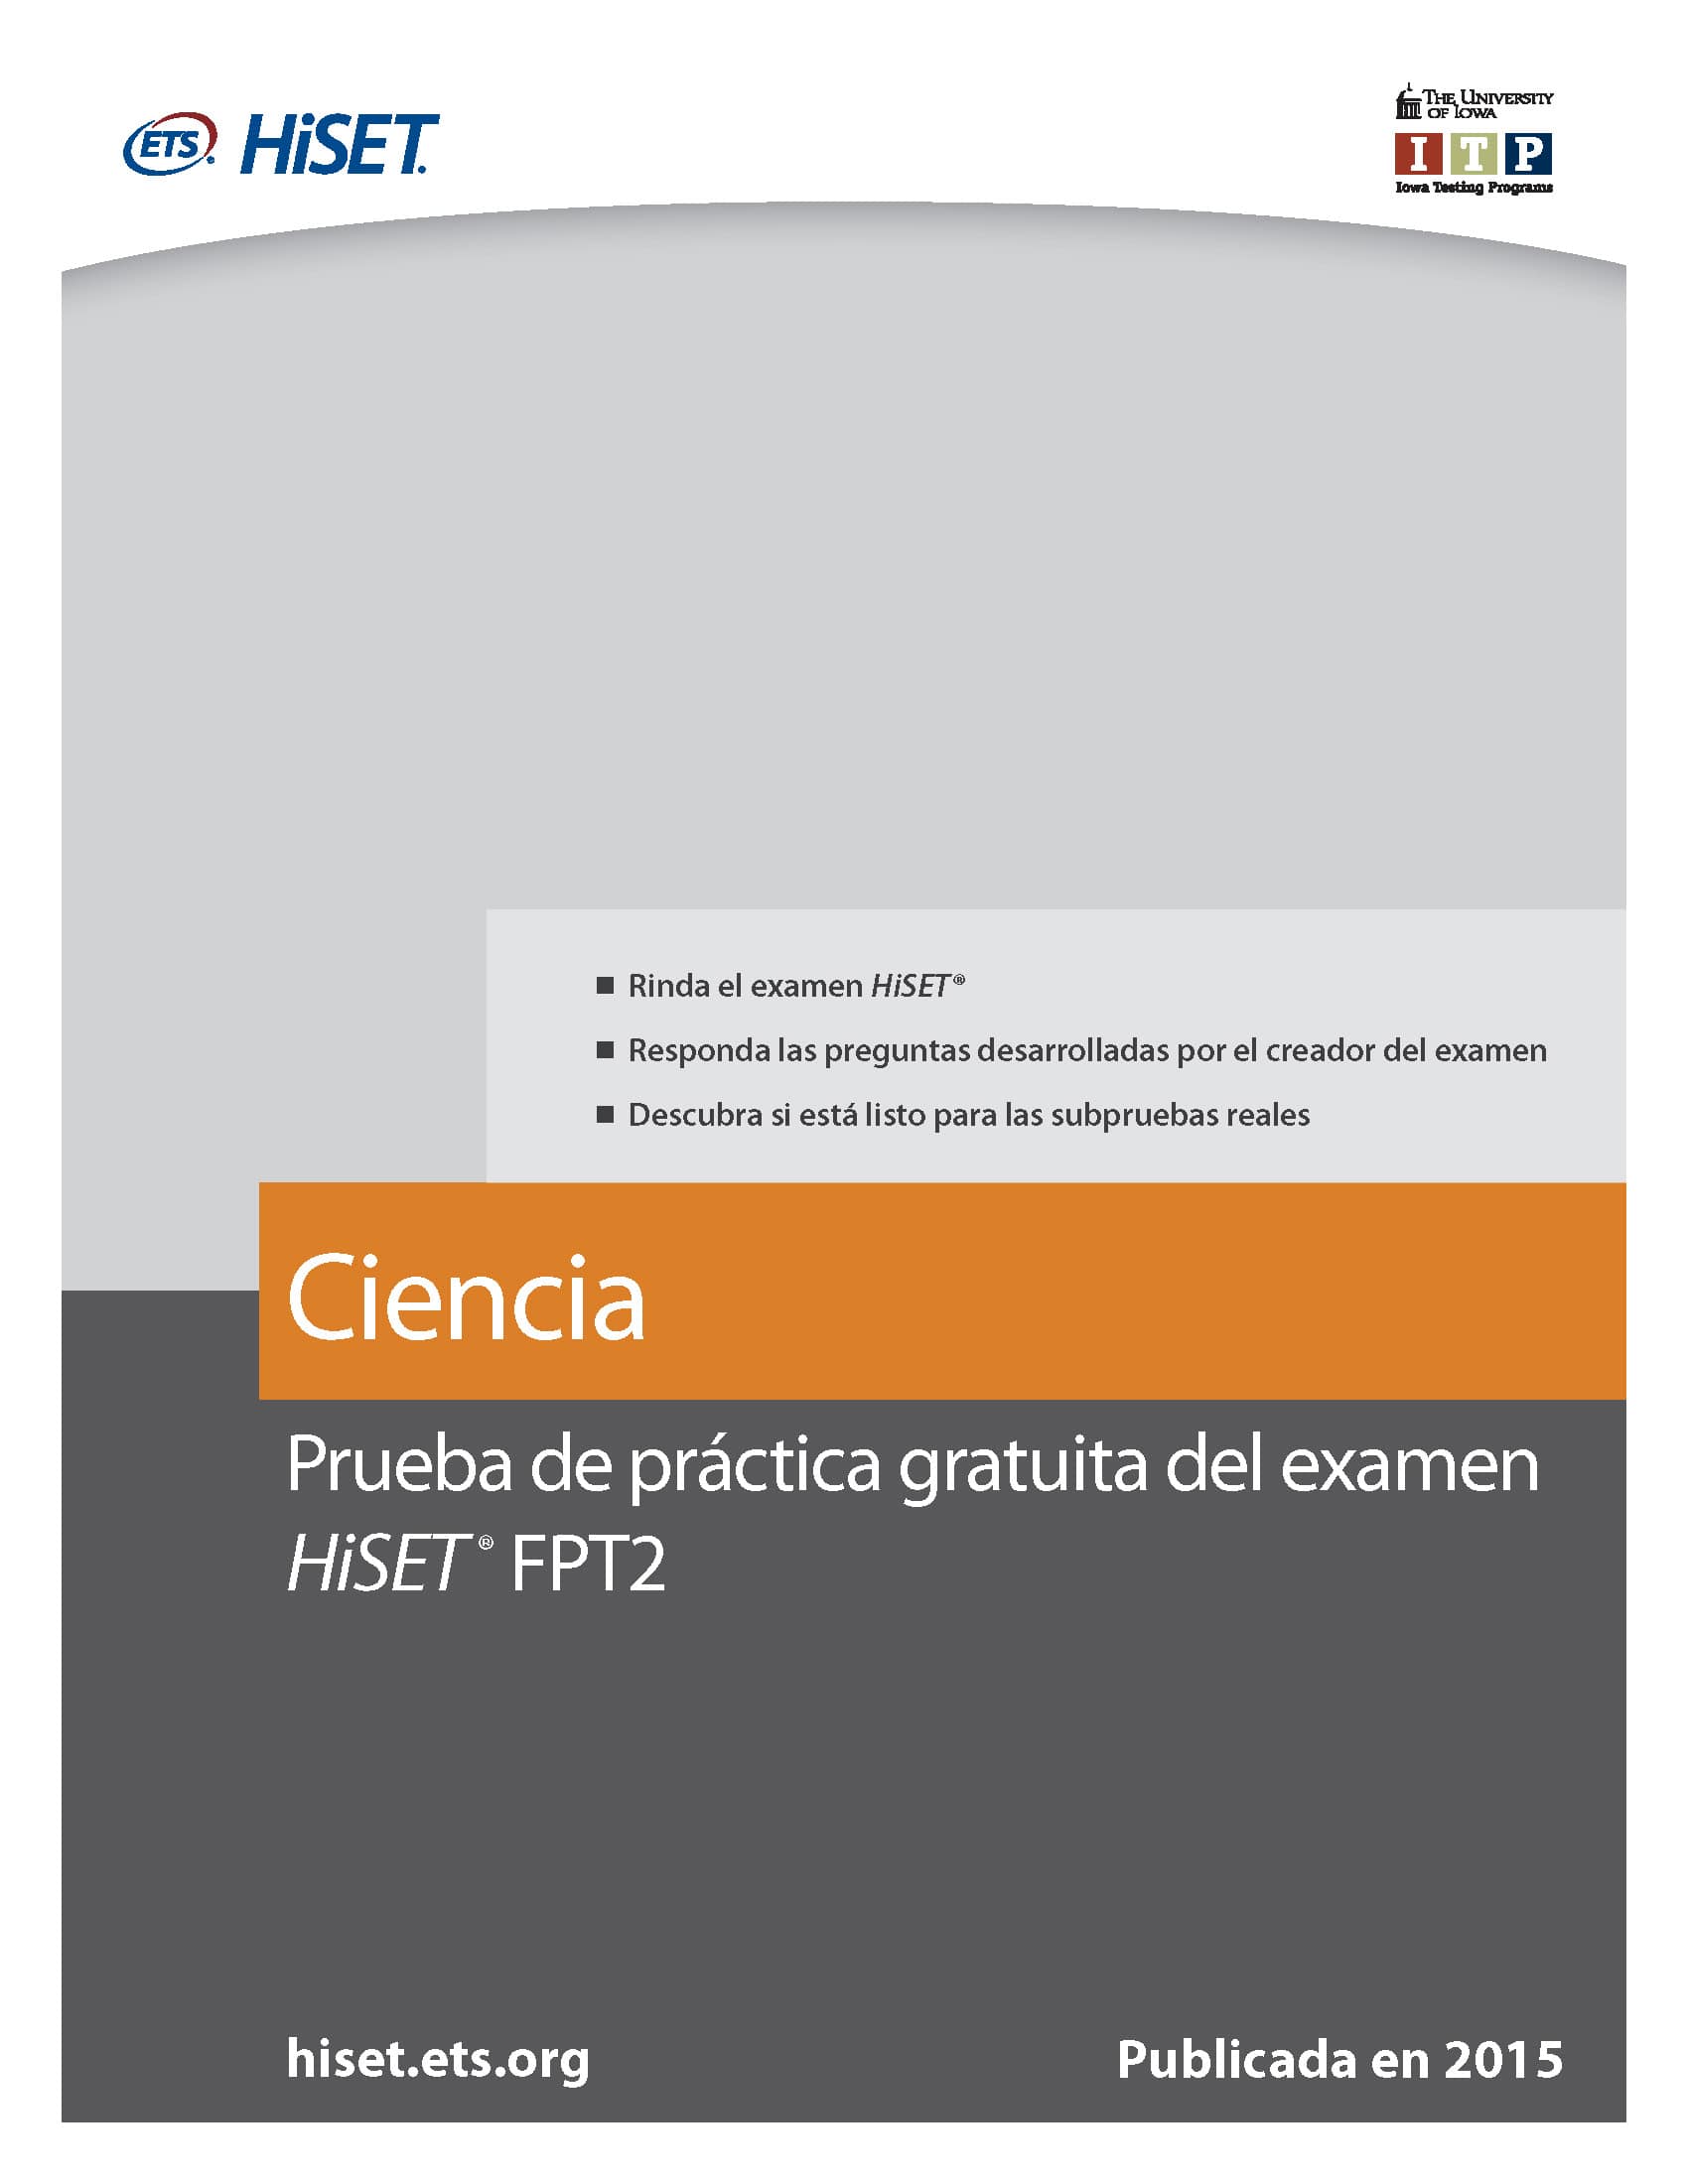 ETS® HiSET®
THE UNIVERSITY
OF IOWA
ITP
Iowa Testing Programs
■ Rinda el examen HiSET®
■ Responda las preguntas desarrolladas por el creador del examen
■ Descubra si está listo para las subpruebas reales
Ciencia
Prueba de práctica gratuita del examen
HiSET® FPT2
hiset.ets.org Publicada en 2015